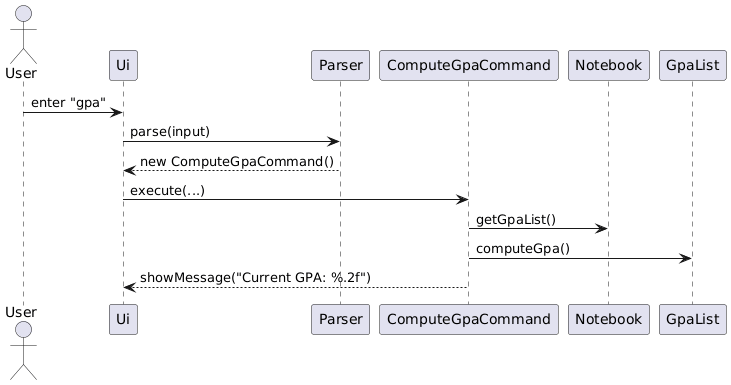 User
Ui
Parser
ComputeGpaCommand
Notebook
GpaList
enter "gpa"
parse(input)
new ComputeGpaCommand()
execute(...)
getGpaList()
computeGpa()
showMessage("Current GPA: %.2f")
User
Ui
Parser
ComputeGpaCommand
Notebook
GpaList